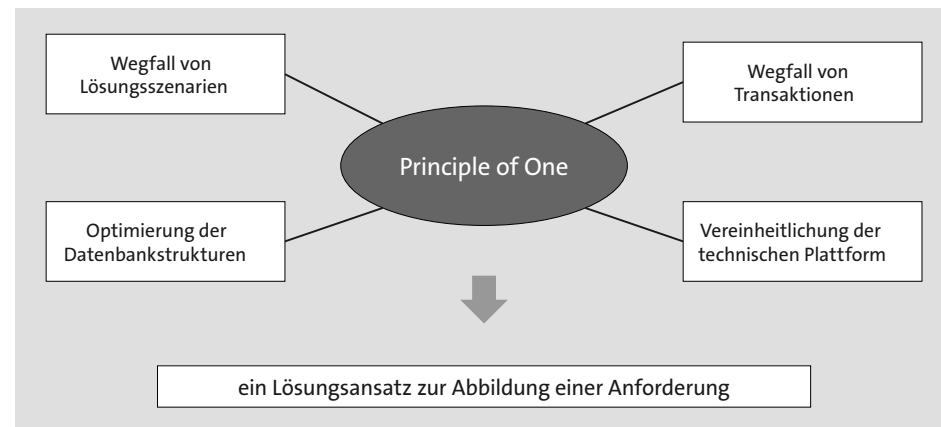 Wegfall von
Lösungsszenarien
Wegfall von
Transaktionen
Principle of One
Optimierung der
Datenbankstrukturen
Vereinheitlichung der
technischen Plattform
ein Lösungsansatz zur Abbildung einer Anforderung